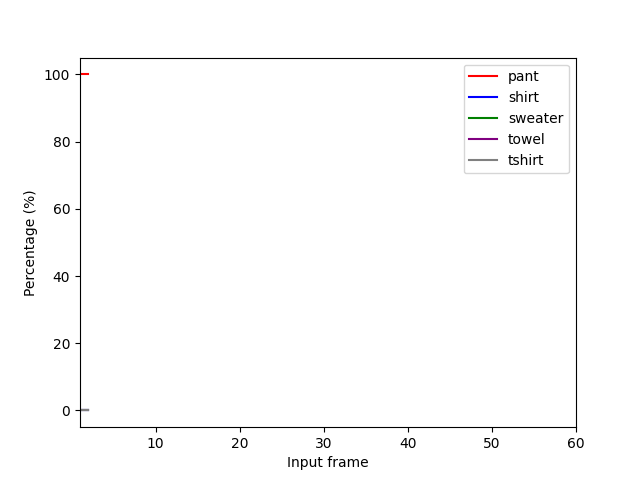 100
80
60
40
20
0
Percentage (%)
pant
shirt
sweater
towel
tshirt
10 20 30 40 50 60
Input frame